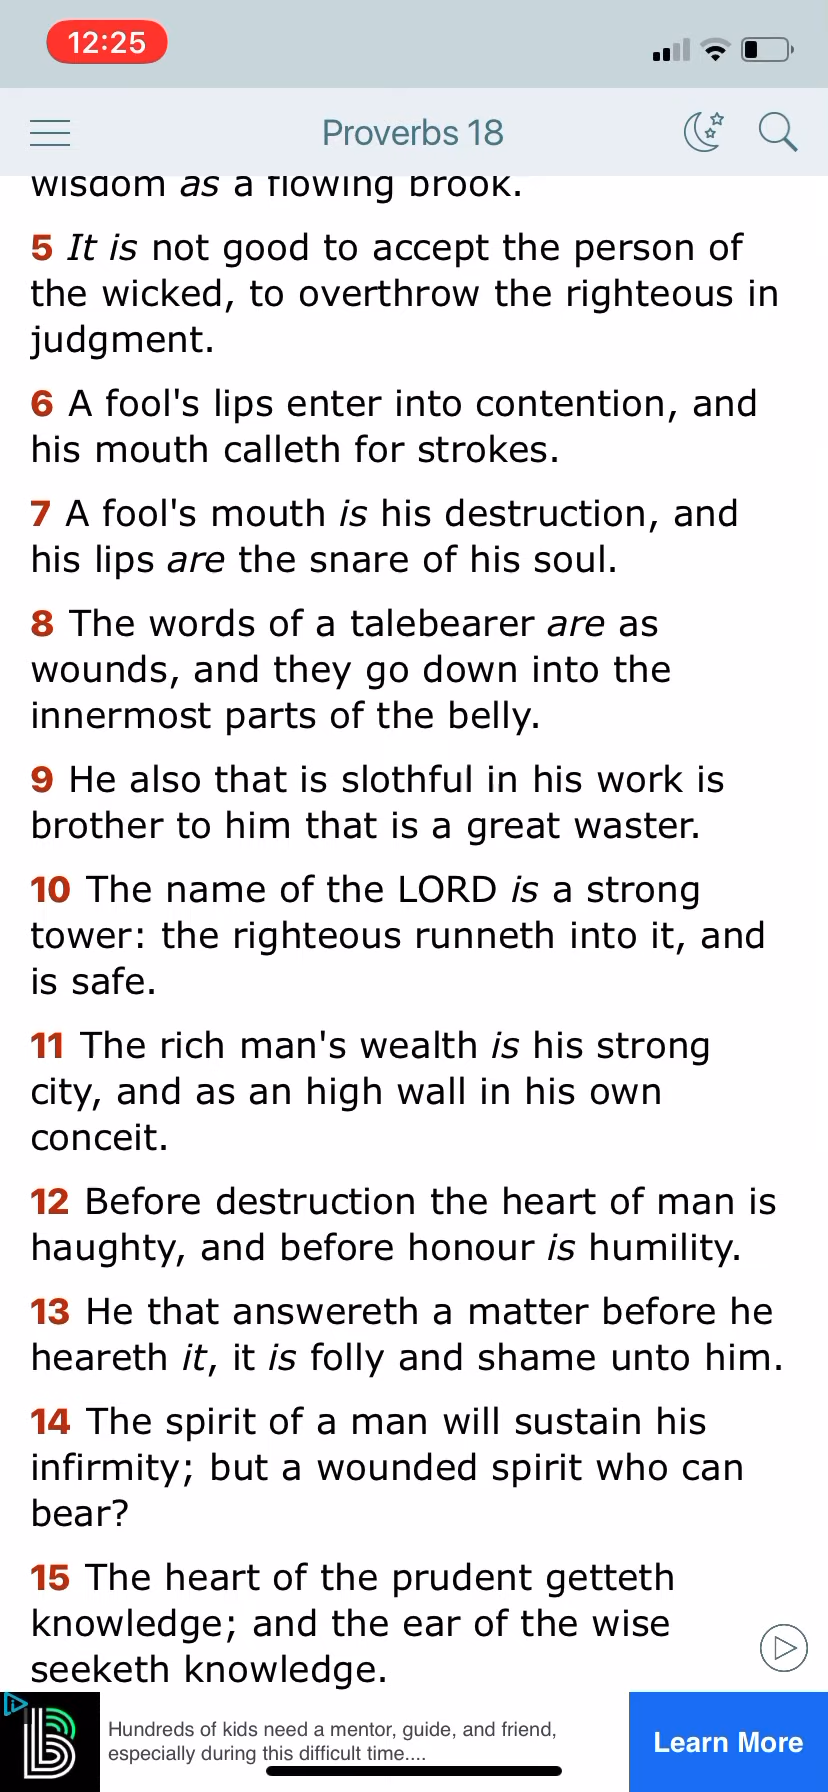 12:25
Proverbs 18
wisdom as a flowing brook.
5 It is not good to accept the person of
the wicked, to overthrow the righteous in
judgment.
6 A fool's lips enter into contention, and
his mouth calleth for strokes.
7 A fool's mouth is his destruction, and
his lips are the snare of his soul.
8 The words of a talebearer are as
wounds, and they go down into the
innermost parts of the belly.
9 He also that is slothful in his work is
brother to him that is a great waster.
10 The name of the LORD is a strong
tower: the righteous runneth into it, and
is safe.
11 The rich man's wealth is his strong
city, and as an high wall in his own
conceit.
12 Before destruction the heart of man is
haughty, and before honour is humility.
13 He that answereth a matter before he
heareth it, it is folly and shame unto him.
14 The spirit of a man will sustain his
infirmity; but a wounded spirit who can
bear?
15 The heart of the prudent getteth
knowledge; and the ear of the wise
seeketh knowledge.
Hundreds of kids need a mentor, guide, and friend,
especially during this difficult time....
Learn More